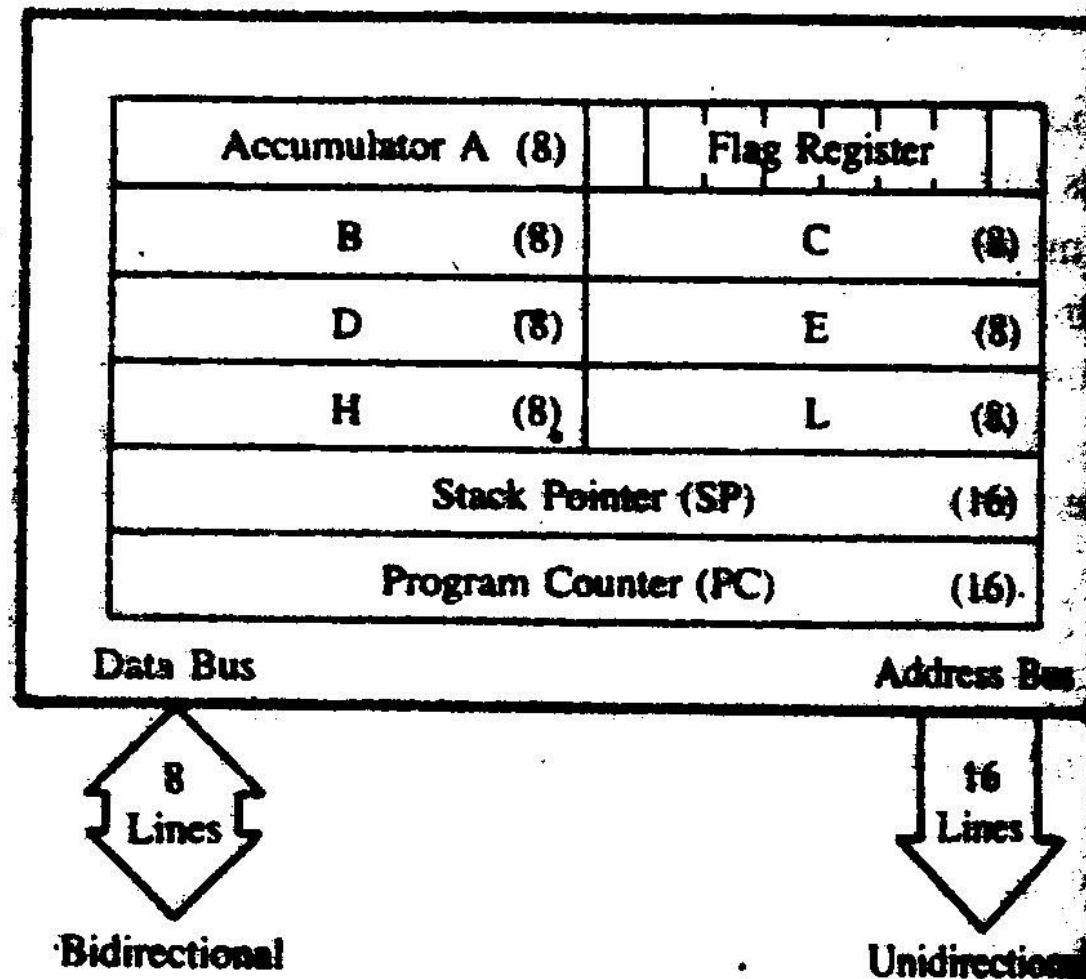 Accumulator A (8) Flag Register
B (8) C (8)
D (8) E (8)
H (8) L (8)
Stack Pointer (SP) (16)
Program Counter (PC) (16)
Data Bus Address Bus
8 16
Lines Lines
Bidirectional Unidirectional